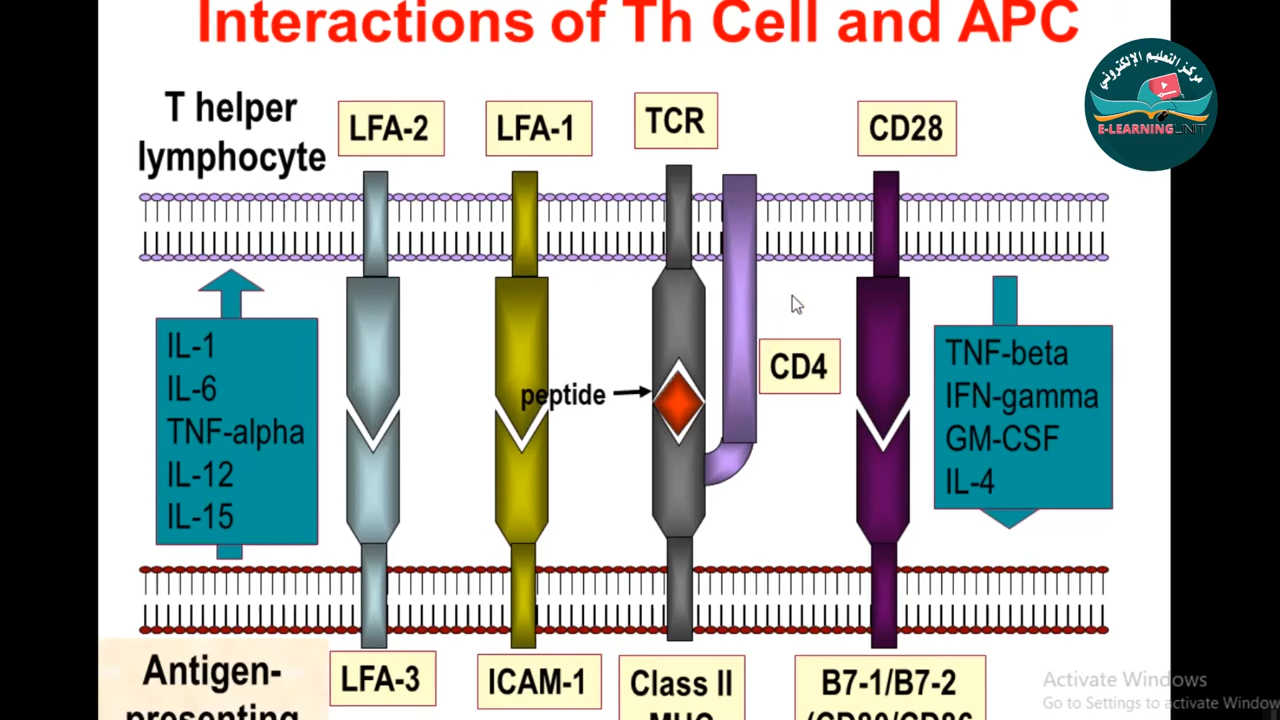 Interactions of Th Cell and APC
مركز التعليم الإلكتروني
E-LEARNING UNIT
T helper
lymphocyte
LFA-2
LFA-1
TCR
CD28
IL-1
IL-6
TNF-alpha
IL-12
IL-15
peptide
CD4
TNF-beta
IFN-gamma
GM-CSF
IL-4
Antigen-
presenting
LFA-3
ICAM-1
Class II
MHC
B7-1/B7-2
(CD80/CD86
Activate Windows
Go to Settings to activate Window